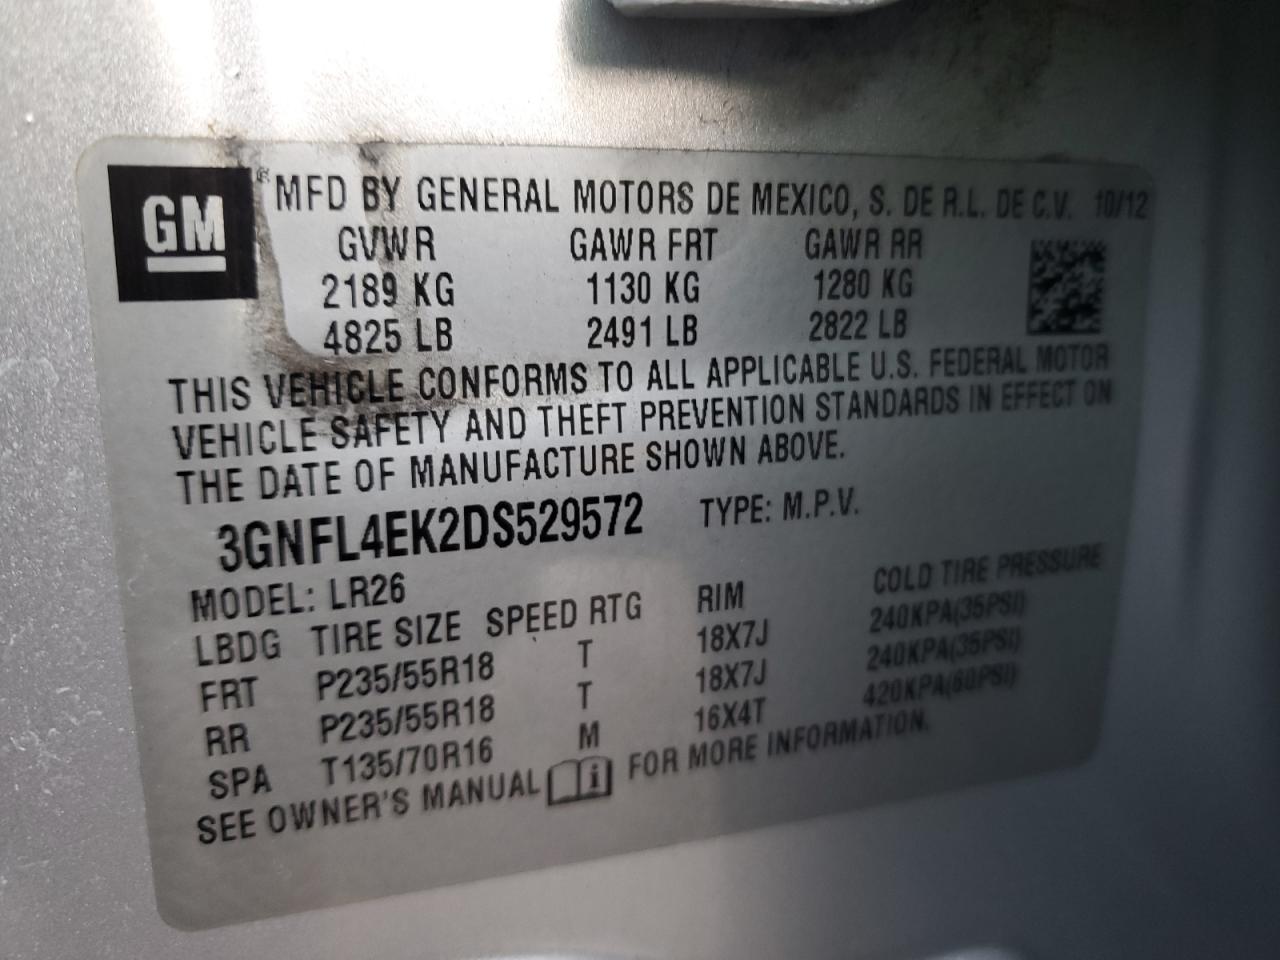 GM
® MFD BY GENERAL MOTORS DE MEXICO, S. DE R.L. DE C.V. 10/12
GVWR GAWR FRT GAWR RR
2189 KG 1130 KG 1280 KG
4825 LB 2491 LB 2822 LB
THIS VEHICLE CONFORMS TO ALL APPLICABLE U.S. FEDERAL MOTOR
VEHICLE SAFETY AND THEFT PREVENTION STANDARDS IN EFFECT ON
THE DATE OF MANUFACTURE SHOWN ABOVE.
3GNFL4EK2DS529572 TYPE: M.P.V.
MODEL: LR26
LBDG TIRE SIZE SPEED RTG RIM COLD TIRE PRESSURE
FRT P235/55R18 T 18X7J 240KPA(35PSI)
RR P235/55R18 T 18X7J 240KPA(35PSI)
SPA T135/70R16 M 16X4T 420KPA(60PSI)
SEE OWNER'S MANUAL i FOR MORE INFORMATION.